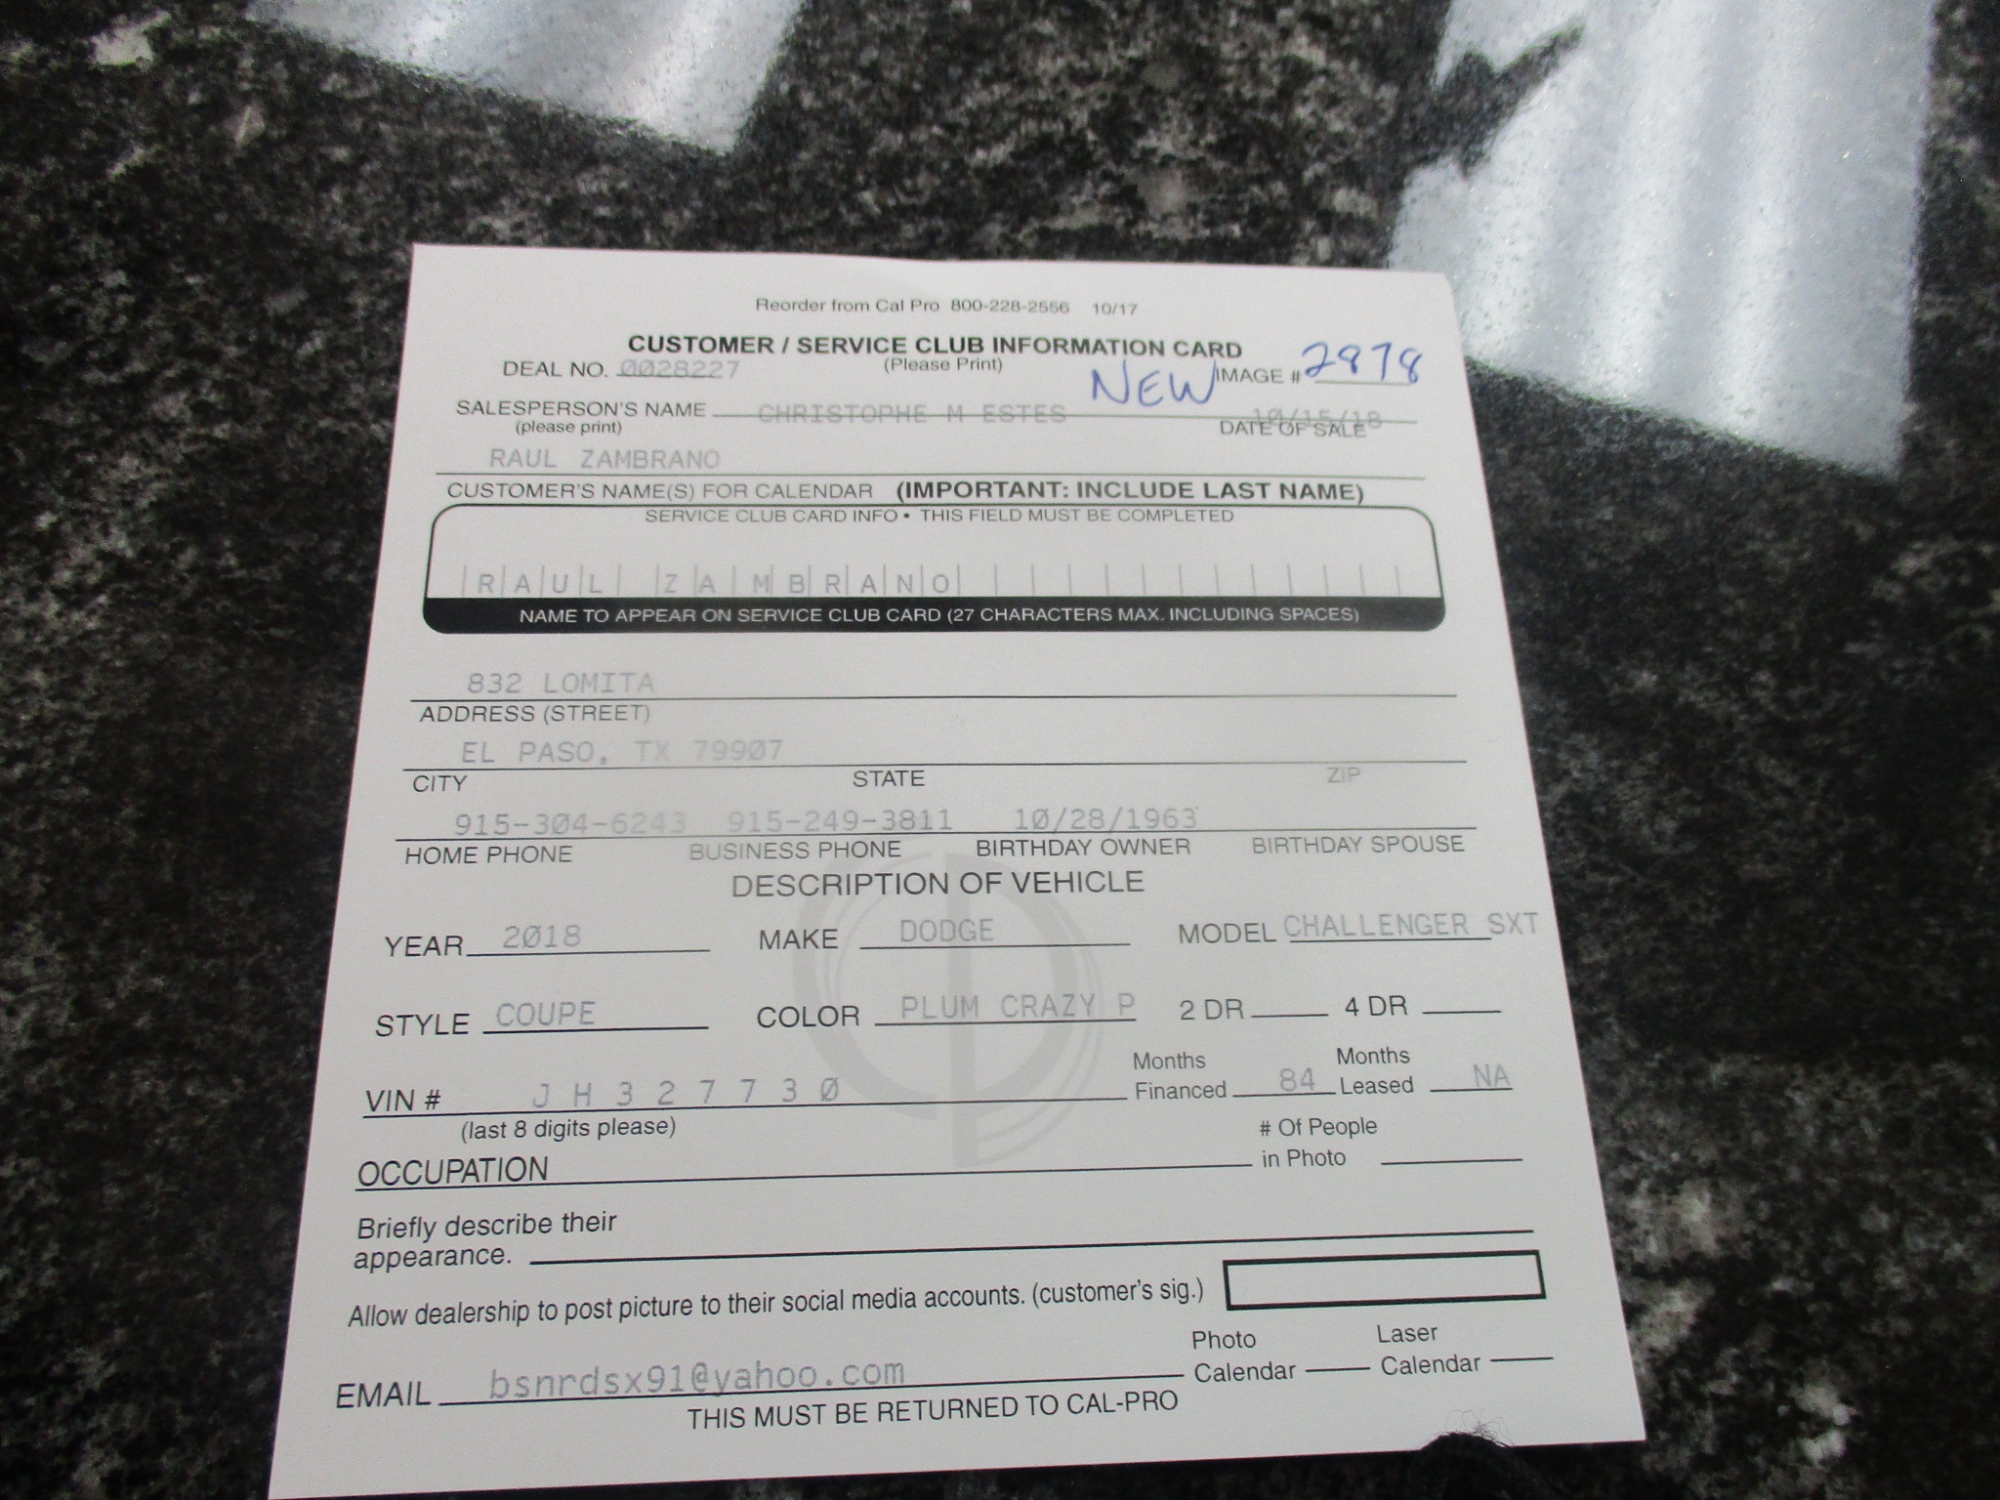 Reorder from Cal Pro 800-228-2556 10/17
CUSTOMER / SERVICE CLUB INFORMATION CARD
DEAL NO. 0028227 (Please Print) NEW IMAGE # 2978
SALESPERSON'S NAME CHRISTOPHE M ESTES 10/15/18
(please print) DATE OF SALE
RAUL ZAMBRANO
CUSTOMER'S NAME(S) FOR CALENDAR (IMPORTANT: INCLUDE LAST NAME)
SERVICE CLUB CARD INFO • THIS FIELD MUST BE COMPLETED
RAUL ZAMBRANO
NAME TO APPEAR ON SERVICE CLUB CARD (27 CHARACTERS MAX. INCLUDING SPACES)
832 LOMITA
ADDRESS (STREET)
EL PASO, TX 79907
CITY STATE ZIP
915-304-6243 915-249-3811 10/28/1963
HOME PHONE BUSINESS PHONE BIRTHDAY OWNER BIRTHDAY SPOUSE
DESCRIPTION OF VEHICLE
YEAR 2018 MAKE DODGE MODEL CHALLENGER SXT
STYLE COUPE COLOR PLUM CRAZY P 2 DR 4 DR
Months Months
VIN # J H 3 2 7 7 3 0 Financed 84 Leased NA
(last 8 digits please) # Of People
OCCUPATION in Photo
Briefly describe their
appearance.
Allow dealership to post picture to their social media accounts. (customer's sig.)
Photo Laser
EMAIL bsnrdsx91@yahoo.com Calendar Calendar
THIS MUST BE RETURNED TO CAL-PRO